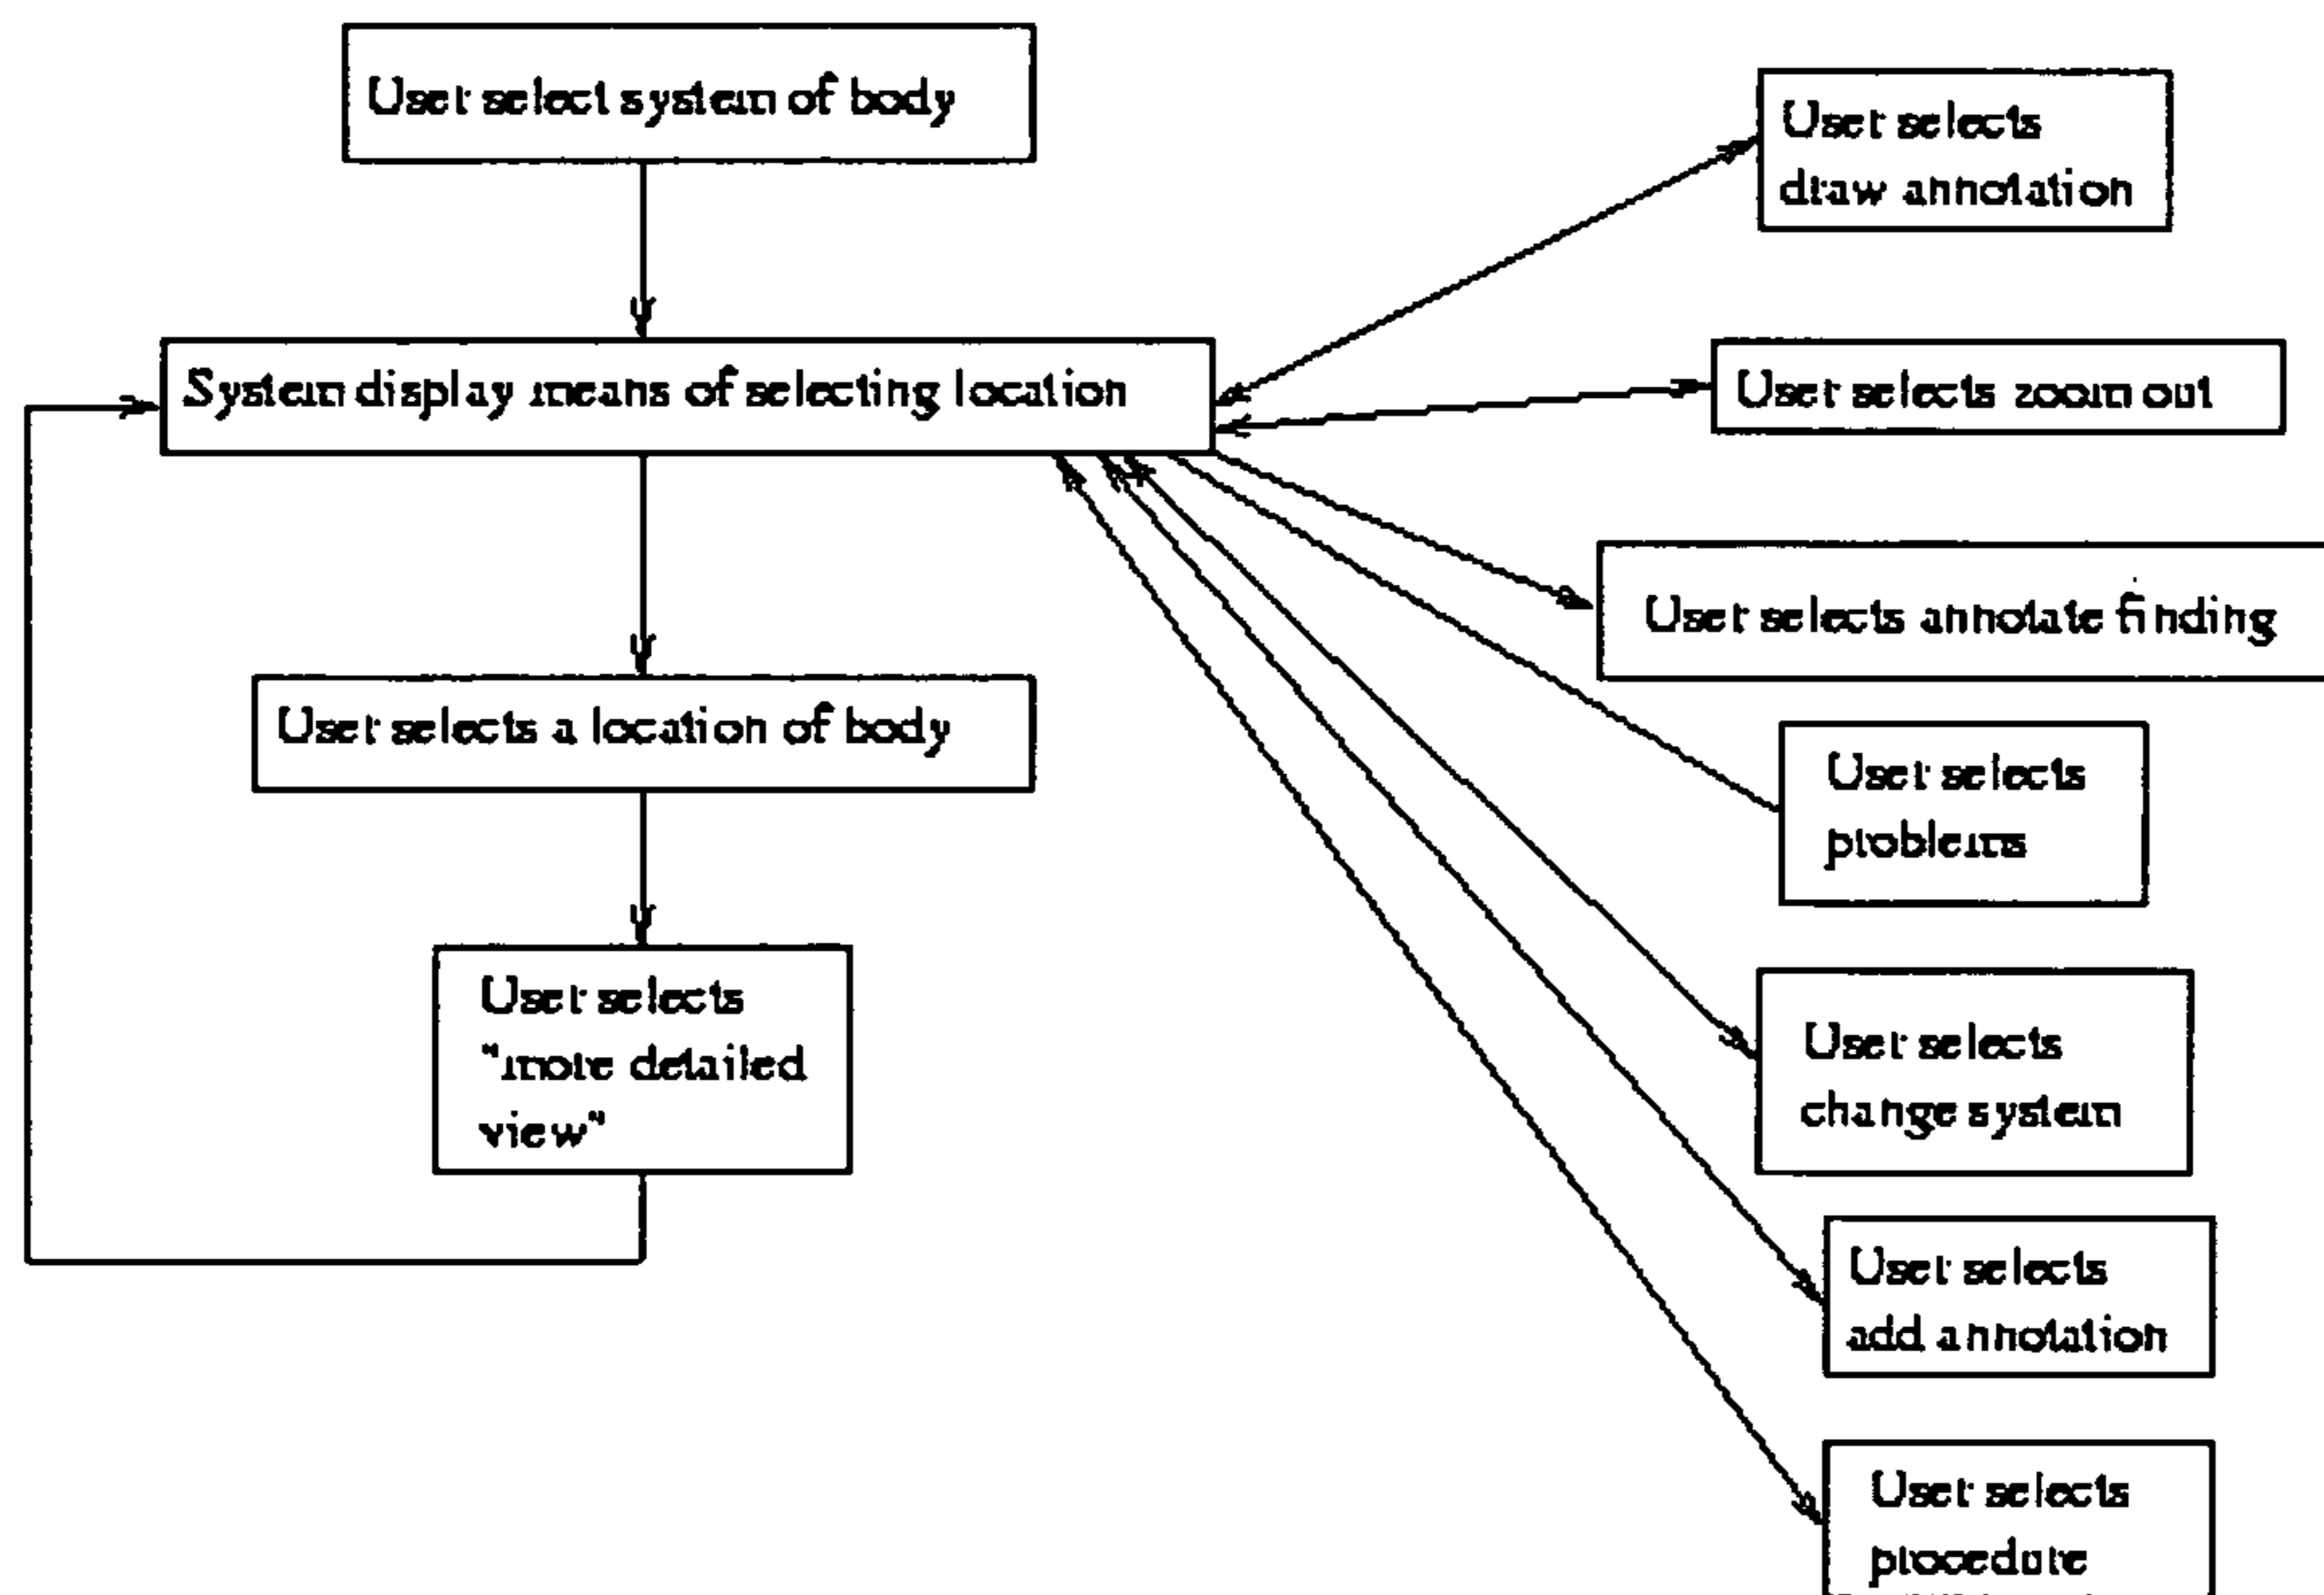 User select system of body
User selects
draw annotation
System display means of selecting location
User selects zoom out
User selects annotate finding
User selects a location of body
User selects
problems
User selects
"more detailed
view"
User selects
change system
User selects
add annotation
User selects
procedure